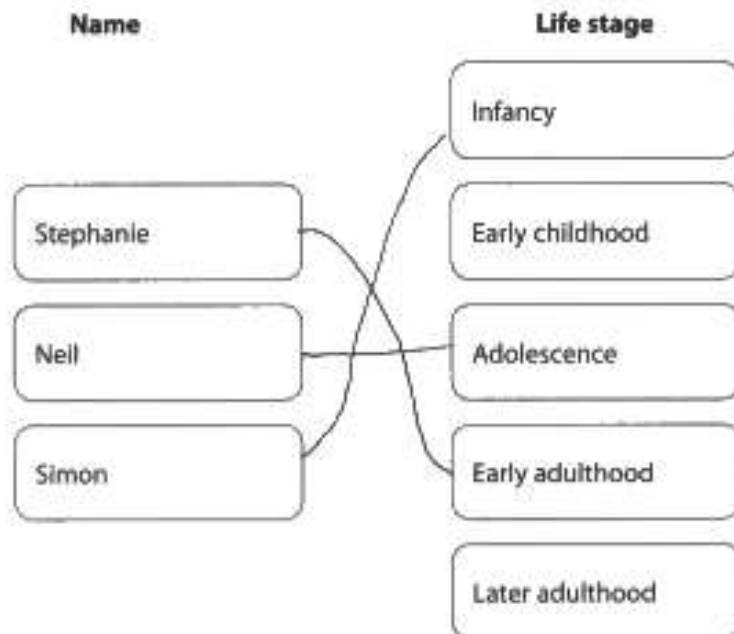 Name
Life stage
Infancy
Stephanie
Early childhood
Neil
Adolescence
Simon
Early adulthood
Later adulthood